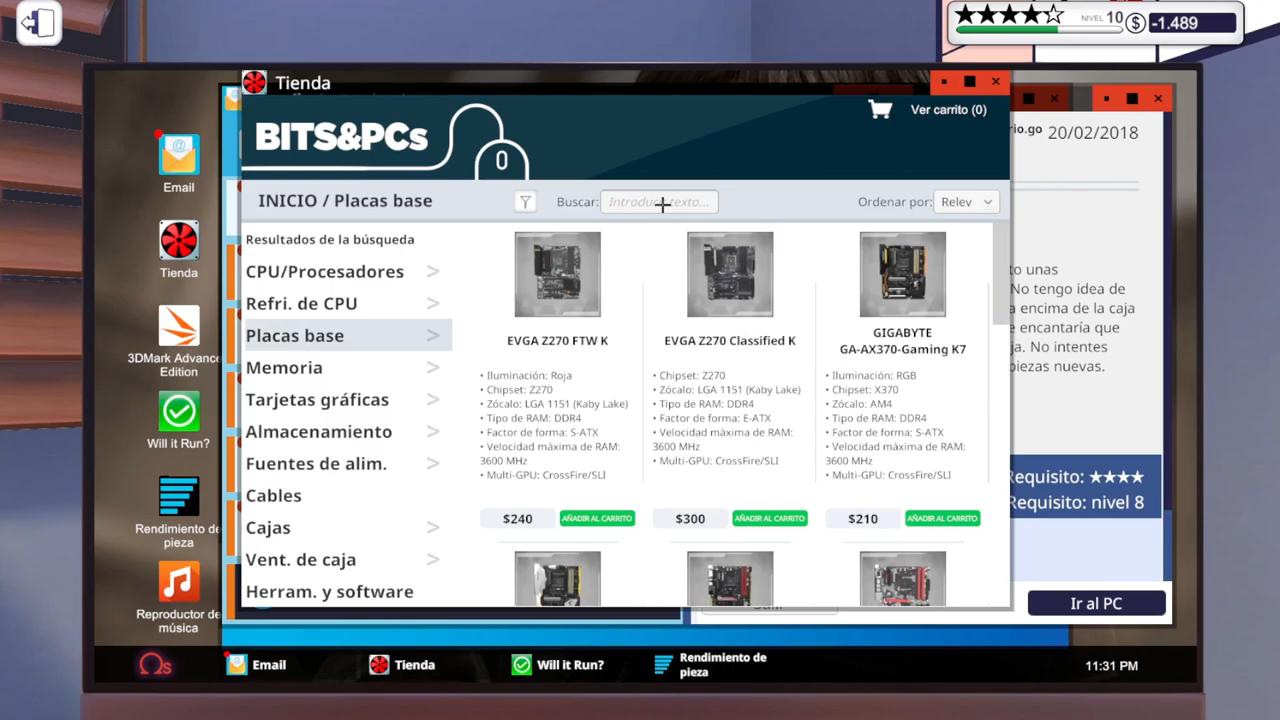 NIVEL 10
$ -1.489
Tienda
Ver carrito (0)
BITS&PCs
INICIO / Placas base
Buscar:
Ordenar por:
Relev
Resultados de la búsqueda
CPU/Procesadores >
Refri. de CPU >
Placas base >
Memoria >
Tarjetas gráficas >
Almacenamiento >
Fuentes de alim. >
Cables
Cajas >
Vent. de caja >
Herram. y software
EVGA Z270 FTW K
• Iluminación: Roja
• Chipset: Z270
• Zócalo: LGA 1151 (Kaby Lake)
• Tipo de RAM: DDR4
• Factor de forma: S-ATX
• Velocidad máxima de RAM:
3600 MHz
• Multi-GPU: CrossFire/SLI
$240
AÑADIR AL CARRITO
EVGA Z270 Classified K
• Chipset: Z270
• Zócalo: LGA 1151 (Kaby Lake)
• Tipo de RAM: DDR4
• Factor de forma: E-ATX
• Velocidad máxima de RAM:
3600 MHz
• Multi-GPU: CrossFire/SLI
$300
AÑADIR AL CARRITO
GIGABYTE
GA-AX370-Gaming K7
• Iluminación: RGB
• Chipset: X370
• Zócalo: AM4
• Tipo de RAM: DDR4
• Factor de forma: S-ATX
• Velocidad máxima de RAM:
3600 MHz
• Multi-GPU: CrossFire/SLI
$210
AÑADIR AL CARRITO
20/02/2018
to unas
No tengo idea de
encima de la caja
encantaría que
No intentes
piezas nuevas.
Requisito: ★★★★
Requisito: nivel 8
Ir al PC
Email
Tienda
3DMark Advance
Edition
Will it Run?
Rendimiento de
pieza
Reproductor de
música
Email
Tienda
Will it Run?
Rendimiento de
pieza
11:31 PM